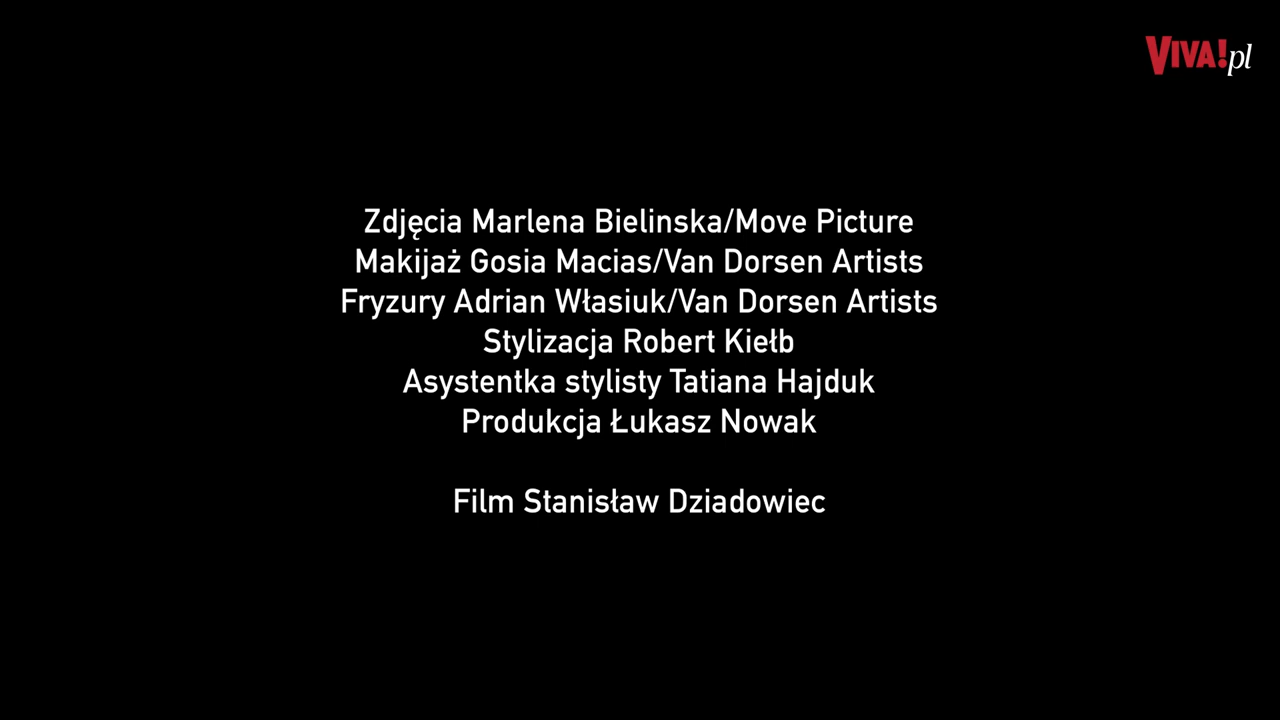 VIVA!pl
Zdjęcia Marlena Bielinska/Move Picture
Makijaż Gosia Macias/Van Dorsen Artists
Fryzury Adrian Własiuk/Van Dorsen Artists
Stylizacja Robert Kiełb
Asystentka stylisty Tatiana Hajduk
Produkcja Łukasz Nowak
Film Stanisław Dziadowiec